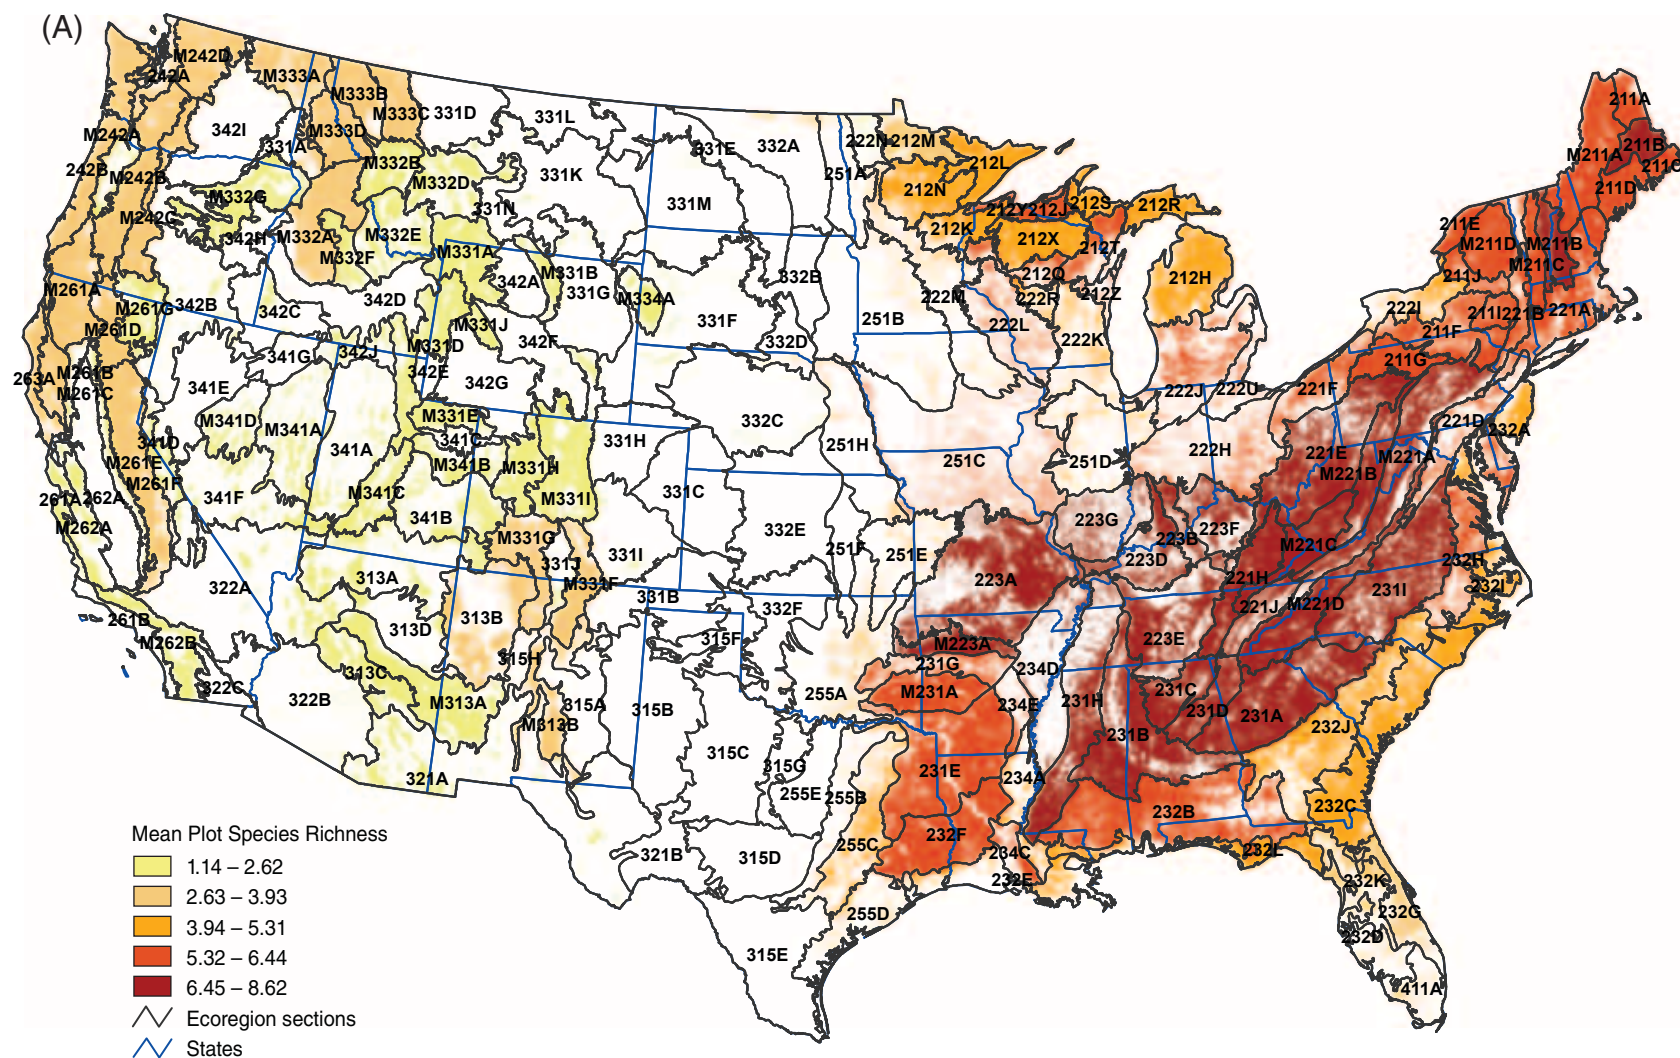 (A)
M242D
242A
M333A
M333B
M333C
331D
331L
342I
M242A
331A
M333D
331E
332A
222N
212M
212L
211A
211B
211C
M211A
211D
242B
M242B
M332B
M332D
331K
251A
212N
M332G
331N
331M
212Y
212J
212S
212R
M242C
342H
M332A
M332E
212K
212X
212T
211E
M211D
M211B
M332F
M331A
M211C
342A
M331B
332B
212Q
212H
211J
M261A
331G
M334A
222M
222R
212Z
M261G
342B
342C
342D
M331J
331F
251B
222L
222I
211I
221B
221A
M261D
M331D
342F
332D
222K
211F
341G
342J
211G
263A
M261B
M261C
341E
342E
342G
222J
222U
221F
M341D
M341A
M331E
332C
221D
232A
341D
341A
341C
331H
251H
251C
251D
222H
221E
M221A
M261E
M261F
M341B
M331H
M221B
261A
262A
341F
M341C
M331I
331C
M262A
341B
332E
223G
223B
223F
M331G
331I
251F
251E
M221C
331J
223D
232H
313A
M331F
223A
221H
322A
331B
332F
221J
M221D
231I
232I
261B
313B
313D
315F
M223A
223E
M262B
315H
231G
234D
313C
322C
322B
M313A
M313B
315A
315B
255A
M231A
234E
231H
231C
231D
231A
232J
231B
321A
315C
315G
231E
234A
255E
255B
232B
232C
Mean Plot Species Richness
1.14 – 2.62
2.63 – 3.93
3.94 – 5.31
5.32 – 6.44
6.45 – 8.62
Ecoregion sections
States
321B
315D
255C
232F
234C
232L
232E
232K
255D
232G
232D
315E
411A